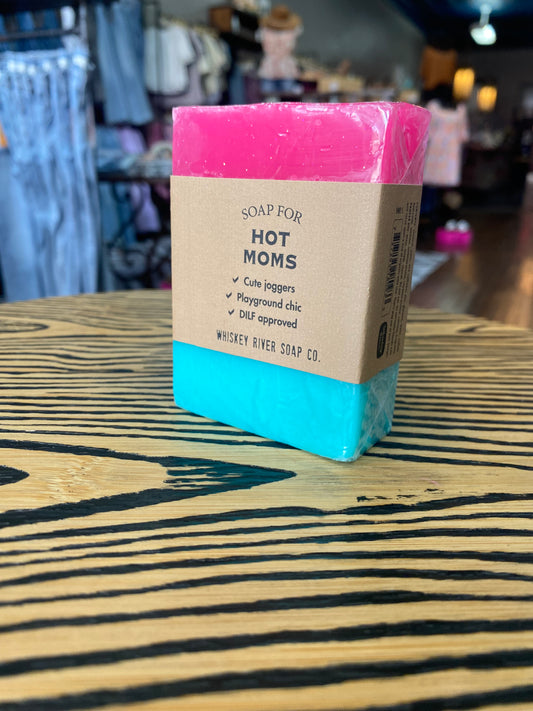 SOAP FOR
HOT
MOMS
✓ Cute joggers
✓ Playground chic
✓ DILF approved
WHISKEY RIVER SOAP CO.